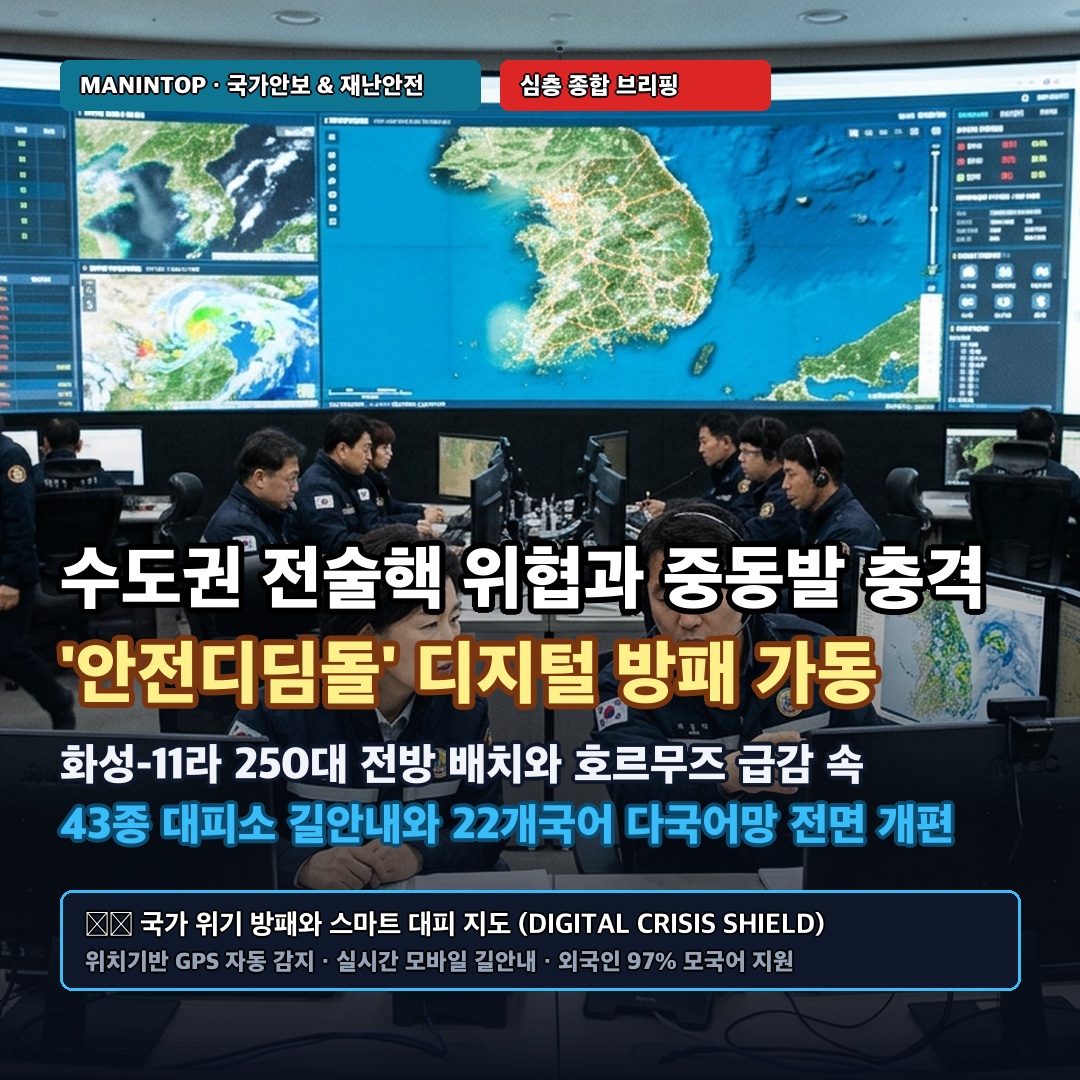 MANINTOP · 국가안보 & 재난안전
심층 종합 브리핑
수도권 전술핵 위협과 중동발 충격
'안전디딤돌' 디지털 방패 가동
화성-11라 250대 전방 배치와 호르무즈 급감 속
43종 대피소 길안내와 22개국어 다국어망 전면 개편
국가 위기 방패와 스마트 대피 지도 (DIGITAL CRISIS SHIELD)
위치기반 GPS 자동 감지 · 실시간 모바일 길안내 · 외국인 97% 모국어 지원